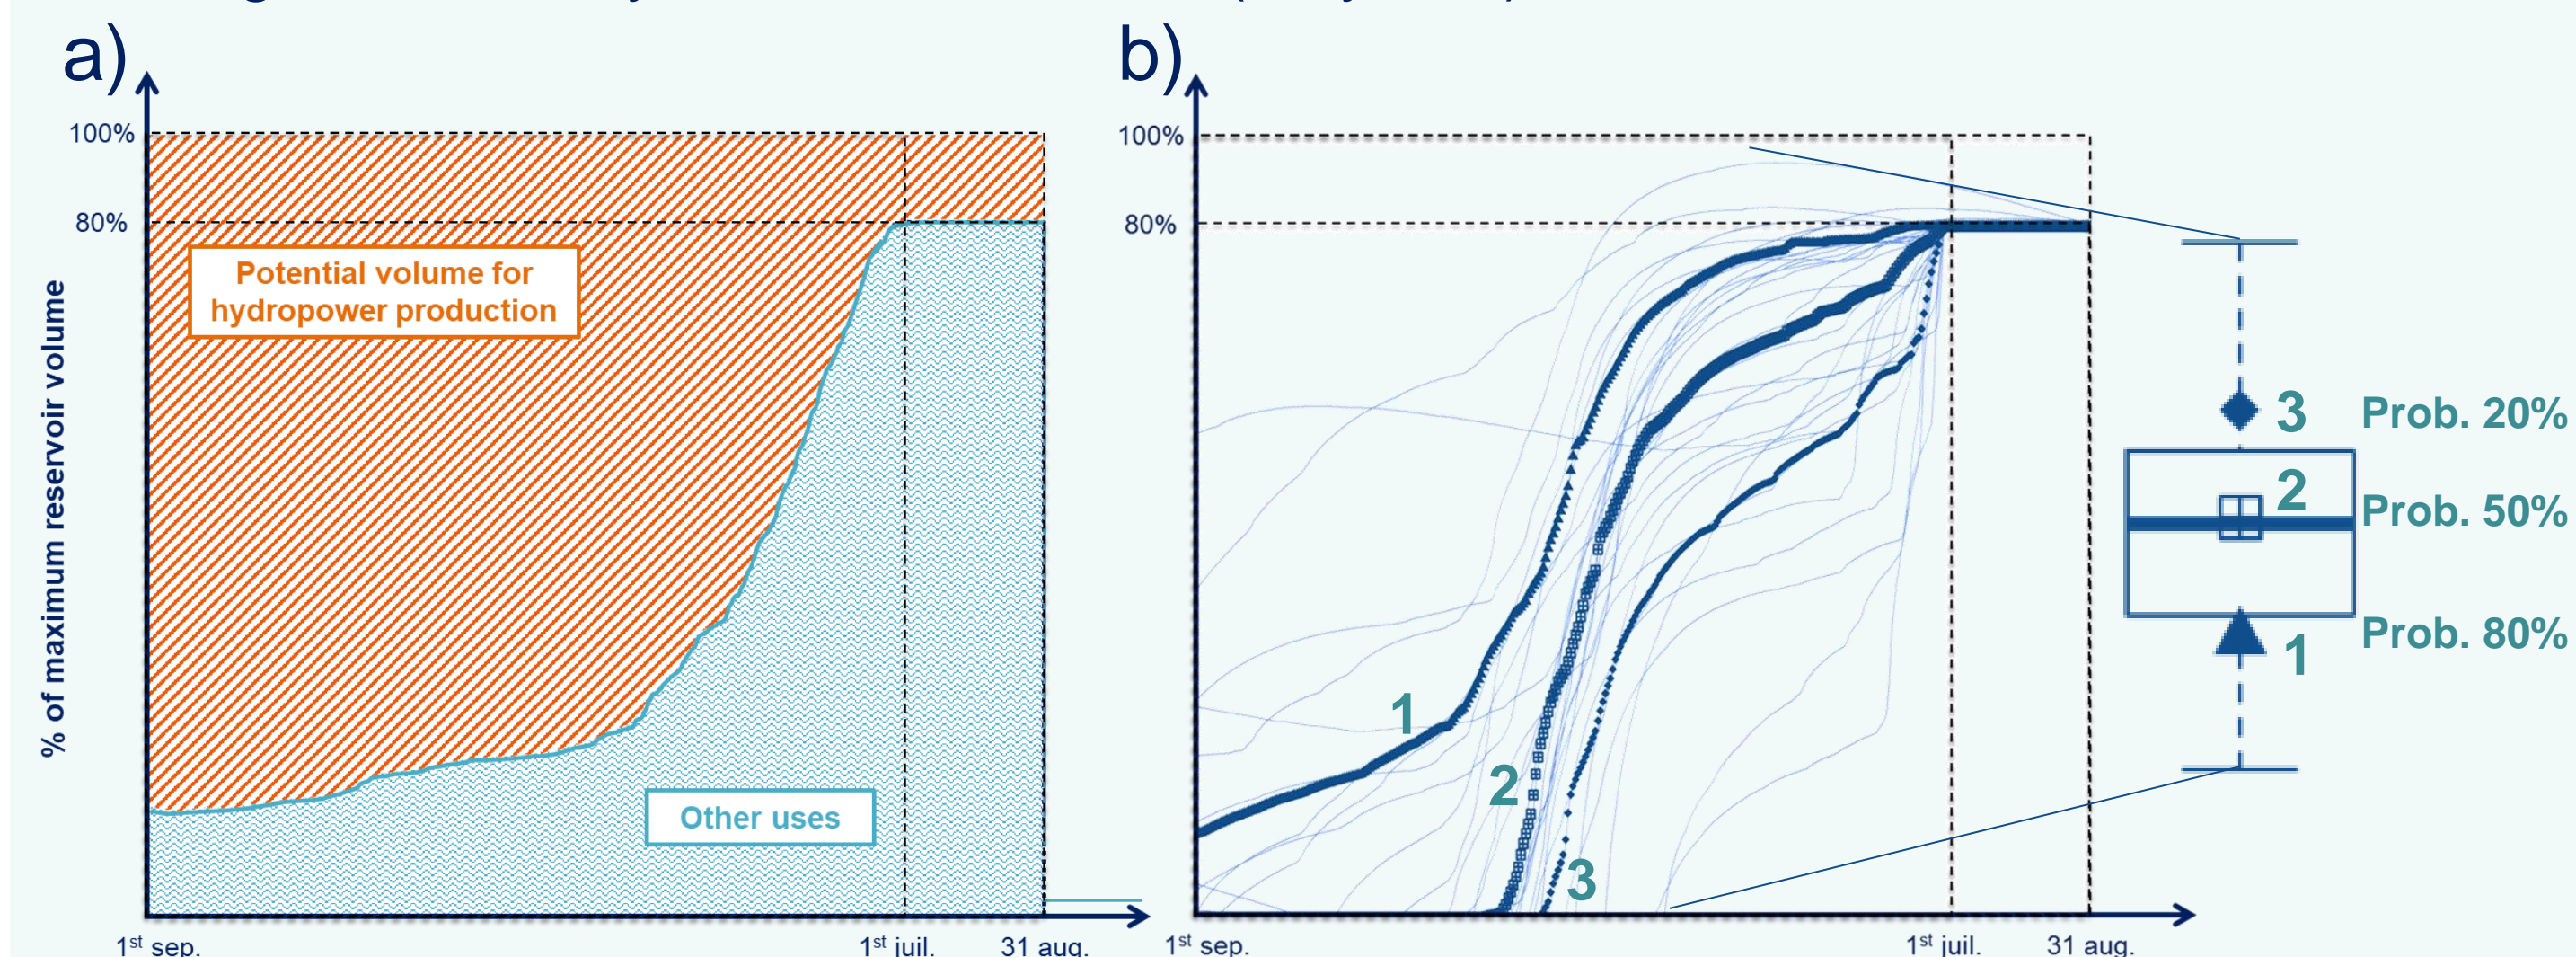 a)
100%
80%
Potential volume for
hydropower production
Other uses
% of maximum reservoir volume
1st sep.
1st juil.
31 aug.
b)
100%
80%
1
2
3
1st sep.
1st juil.
31 aug.
3 Prob. 20%
2 Prob. 50%
1 Prob. 80%